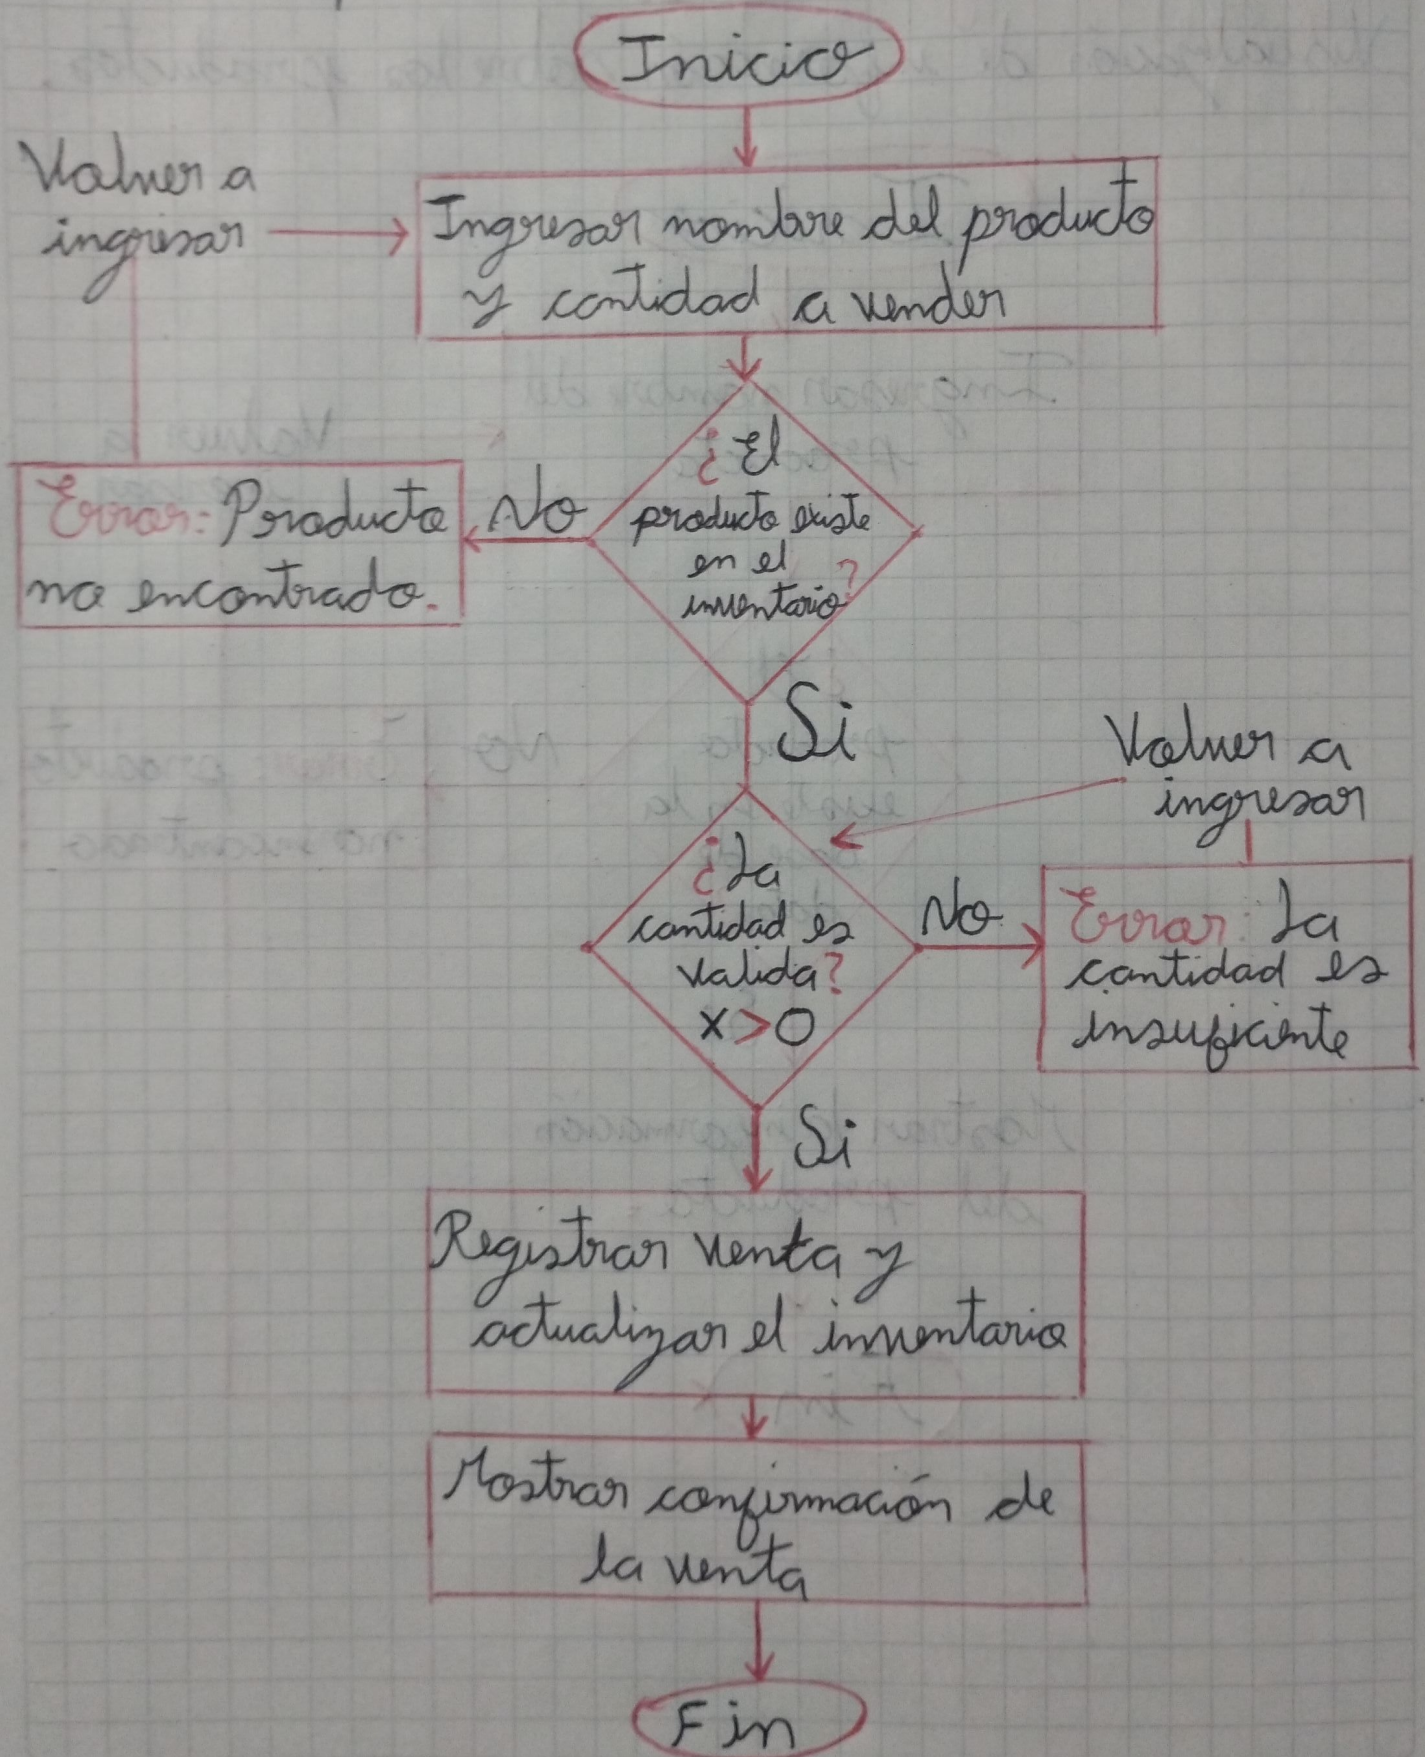 Inicio
Volver a
ingresar
Ingresar nombre del producto
y cantidad a vender
¿El
producto existe
en el
inventario?
No
Error: Producto
no encontrado.
Si
Volver a
ingresar
¿La
cantidad es
valida?
x>0
No
Error: La
cantidad es
insuficiente
Si
Registrar venta y
actualizar el inventario
Mostrar confirmación de
la venta
Fin